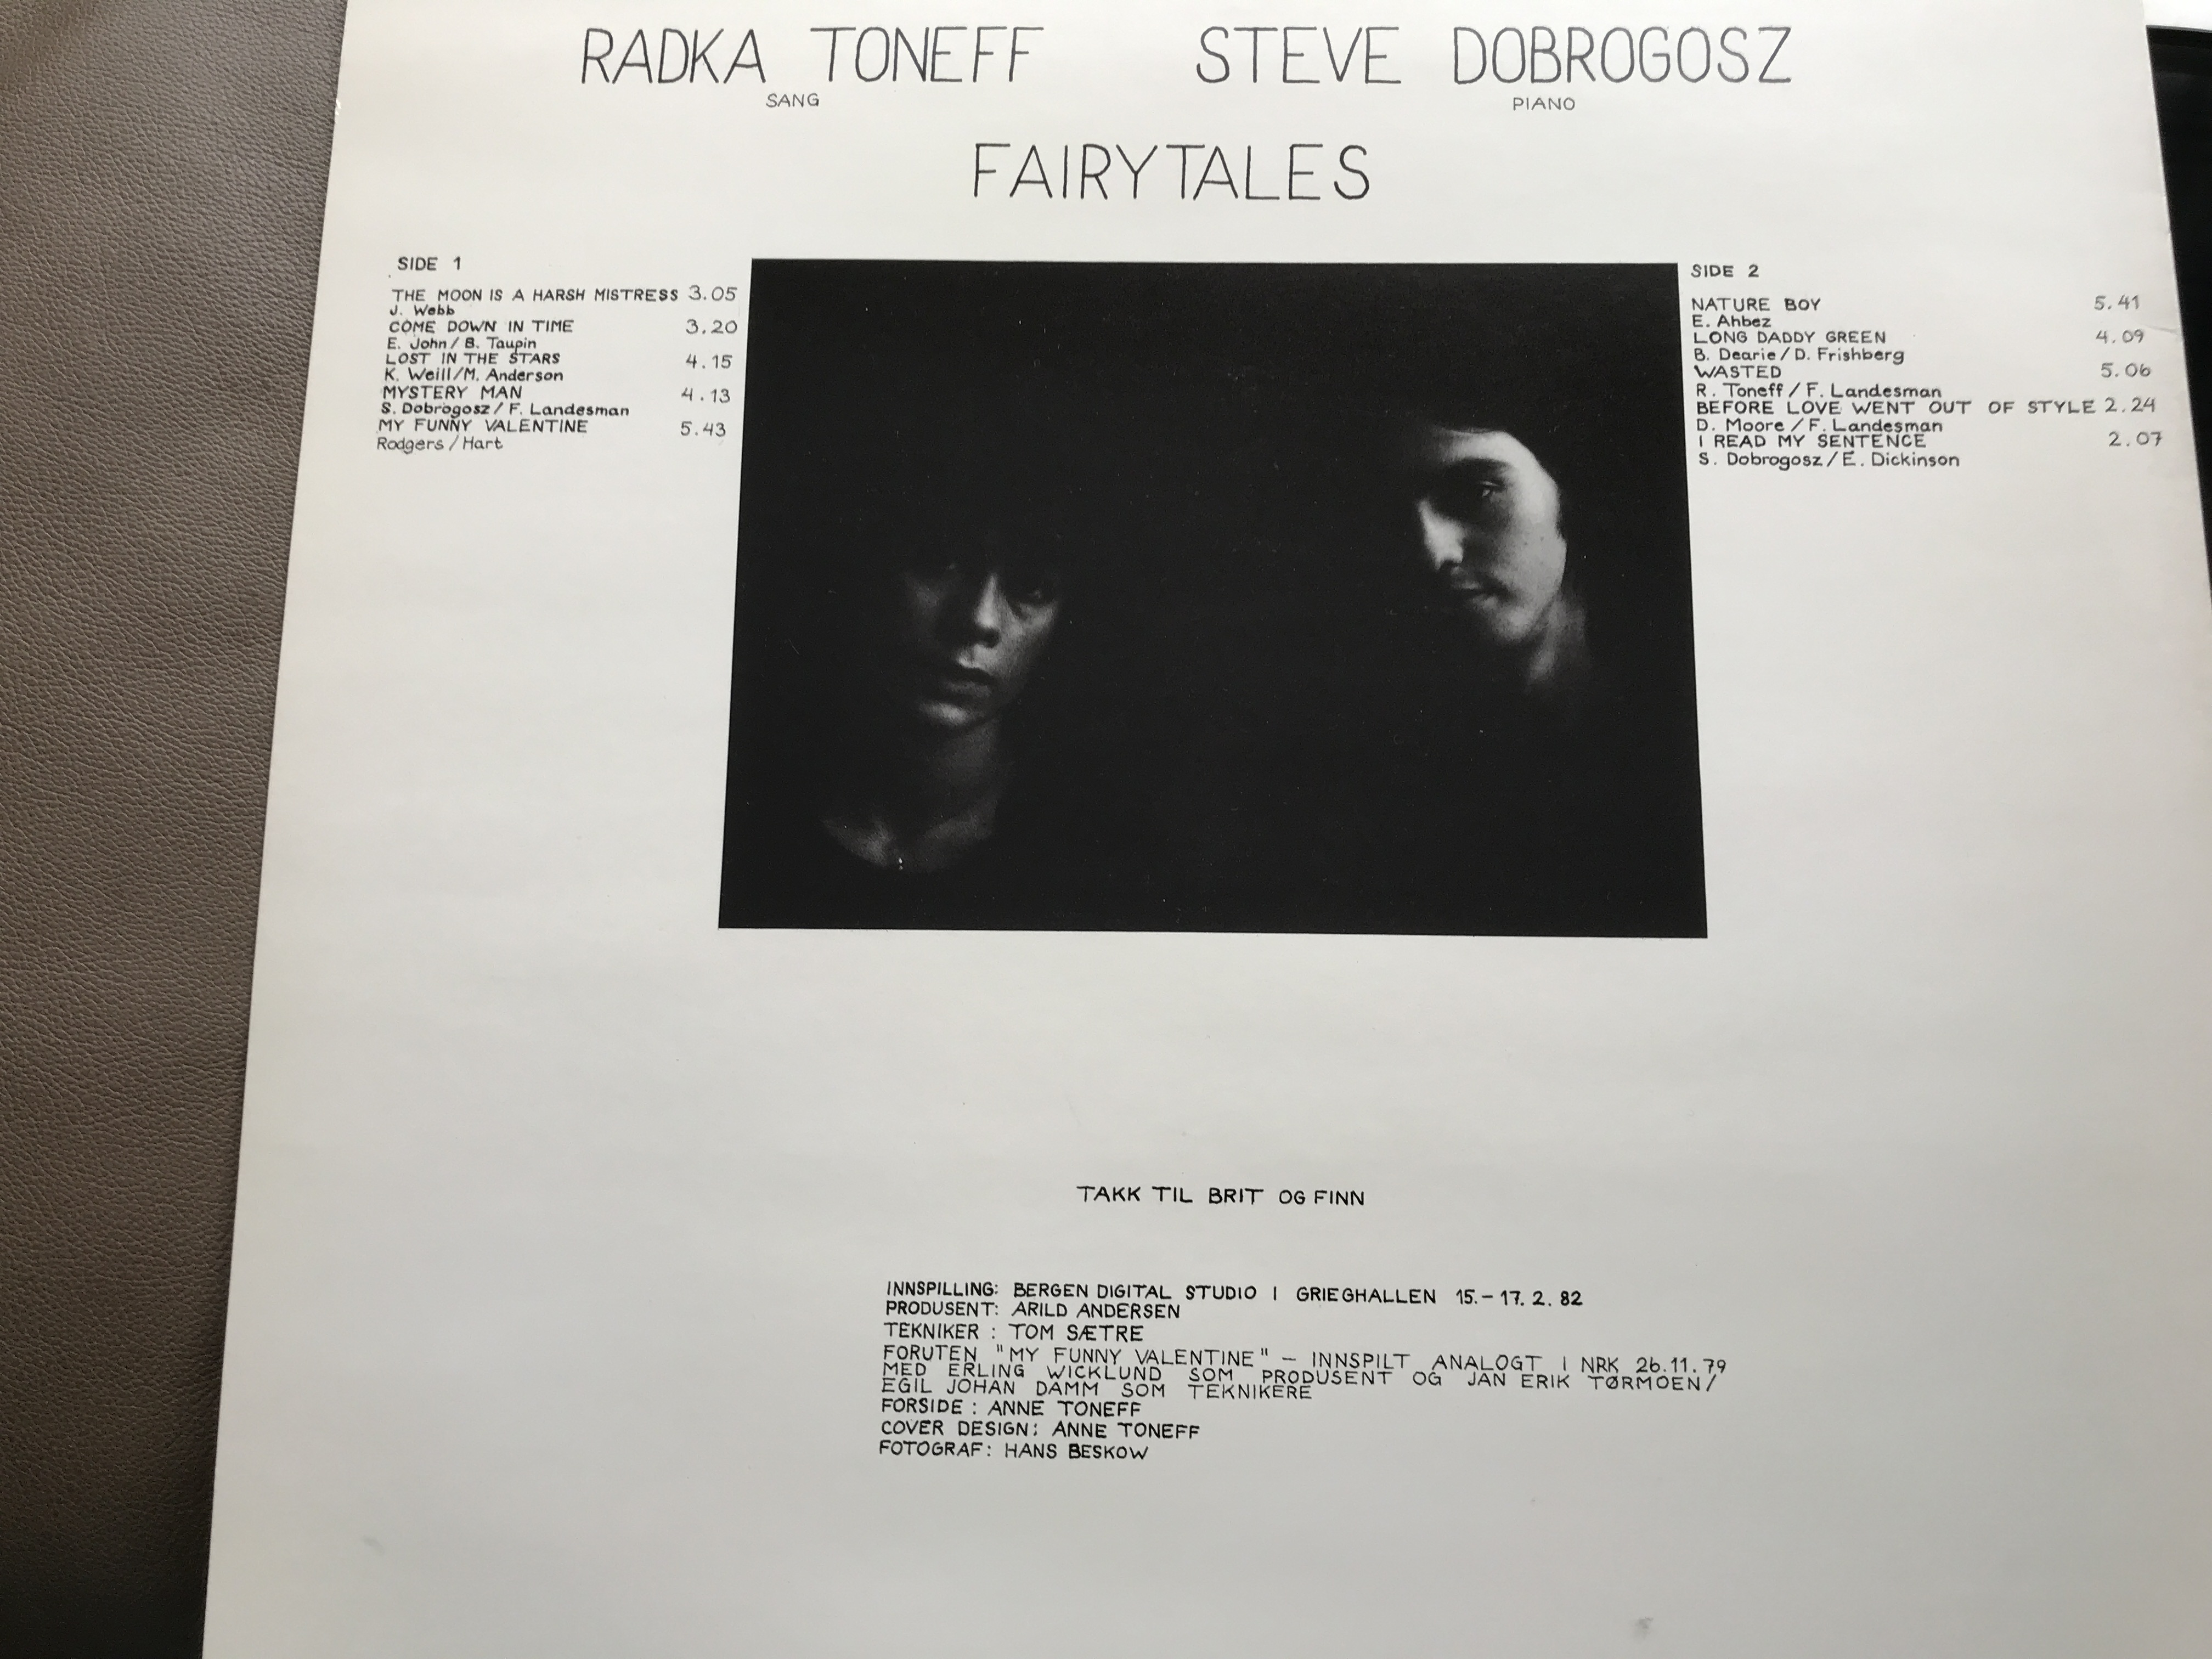 RADKA TONEFF STEVE DOBROGOSZ
SANG PIANO
FAIRYTALES
SIDE 1
THE MOON IS A HARSH MISTRESS 3.05
J. Webb
COME DOWN IN TIME 3.20
E. John / B. Taupin
LOST IN THE STARS 4.15
K. Weill/M. Anderson
MYSTERY MAN 4.13
S. Dobrogosz / F. Landesman
MY FUNNY VALENTINE 5.43
Rodgers / Hart
SIDE 2
NATURE BOY 5.41
E. Ahbez
LONG DADDY GREEN 4.09
B. Dearie / D. Frishberg
WASTED 5.06
R. Toneff / F. Landesman
BEFORE LOVE WENT OUT OF STYLE 2.24
D. Moore / F. Landesman
I READ MY SENTENCE 2.07
S. Dobrogosz / E. Dickinson
TAKK TIL BRIT OG FINN
INNSPILLING: BERGEN DIGITAL STUDIO I GRIEGHALLEN 15.- 17. 2. 82
PRODUSENT: ARILD ANDERSEN
TEKNIKER : TOM SÆTRE
FORUTEN "MY FUNNY VALENTINE" - INNSPILT ANALOGT I NRK 26.11.79
MED ERLING WICKLUND SOM PRODUSENT OG JAN ERIK TØRMOEN/
EGIL JOHAN DAMM SOM TEKNIKERE
FORSIDE : ANNE TONEFF
COVER DESIGN: ANNE TONEFF
FOTOGRAF: HANS BESKOW